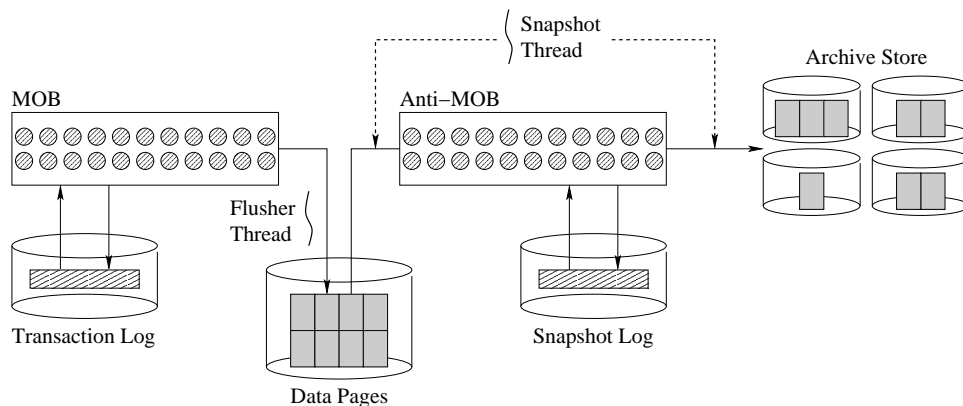 Snapshot
Thread
Archive Store
MOB
Anti−MOB
Flusher
Thread
Transaction Log
Snapshot Log
Data Pages